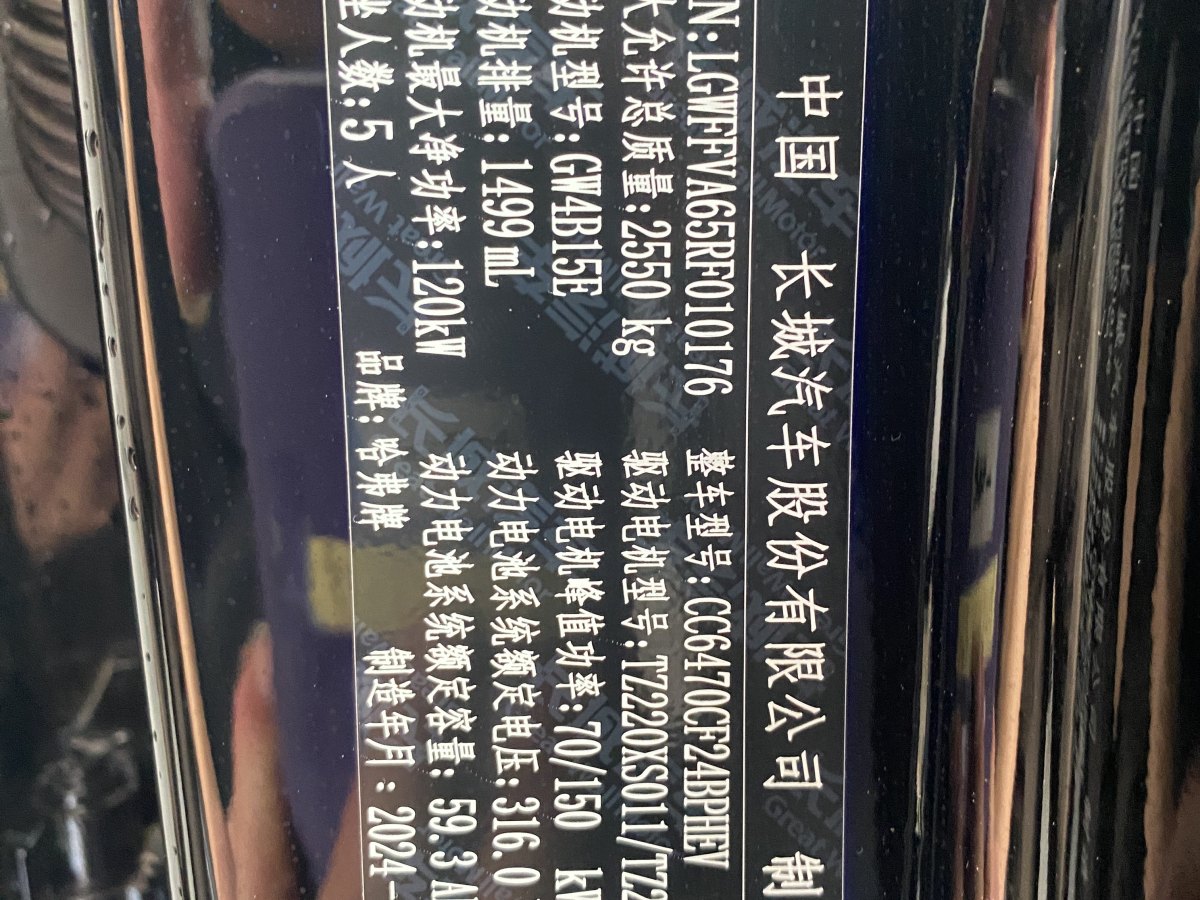 中国 长城汽车股份有限公司 制
N:LGWFFVA65RF010176 整车型号:CC6470CF24BPHEV
大允许总质量:2550 kg 驱动电机型号:TZ220XS011/TZ2
动机型号:GW4B15E 驱动电机峰值功率:70/150 kW
动机排量:1499 mL 动力电池系统额定电压:316.0
动机最大净功率:120kW 动力电池系统额定容量:59.3 A
坐人数:5 人 品牌:哈弗牌 制造年月:2024